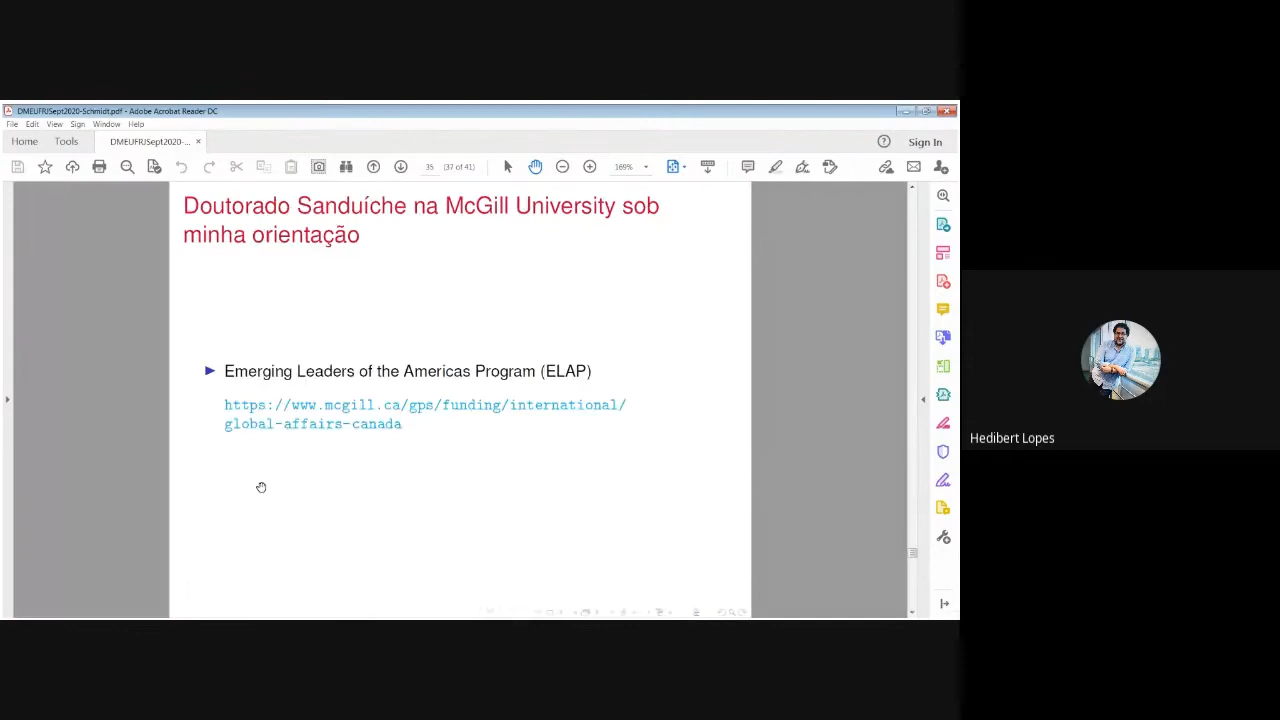 DMEUFRJSept2020-Schmidt.pdf - Adobe Acrobat Reader DC
File Edit View Sign Window Help
Home Tools DMEUFRJSept2020-... × Sign In
35 (37 of 41) 169%
Doutorado Sanduíche na McGill University sob
minha orientação
Emerging Leaders of the Americas Program (ELAP)
https://www.mcgill.ca/gps/funding/international/
global-affairs-canada
Hedibert Lopes